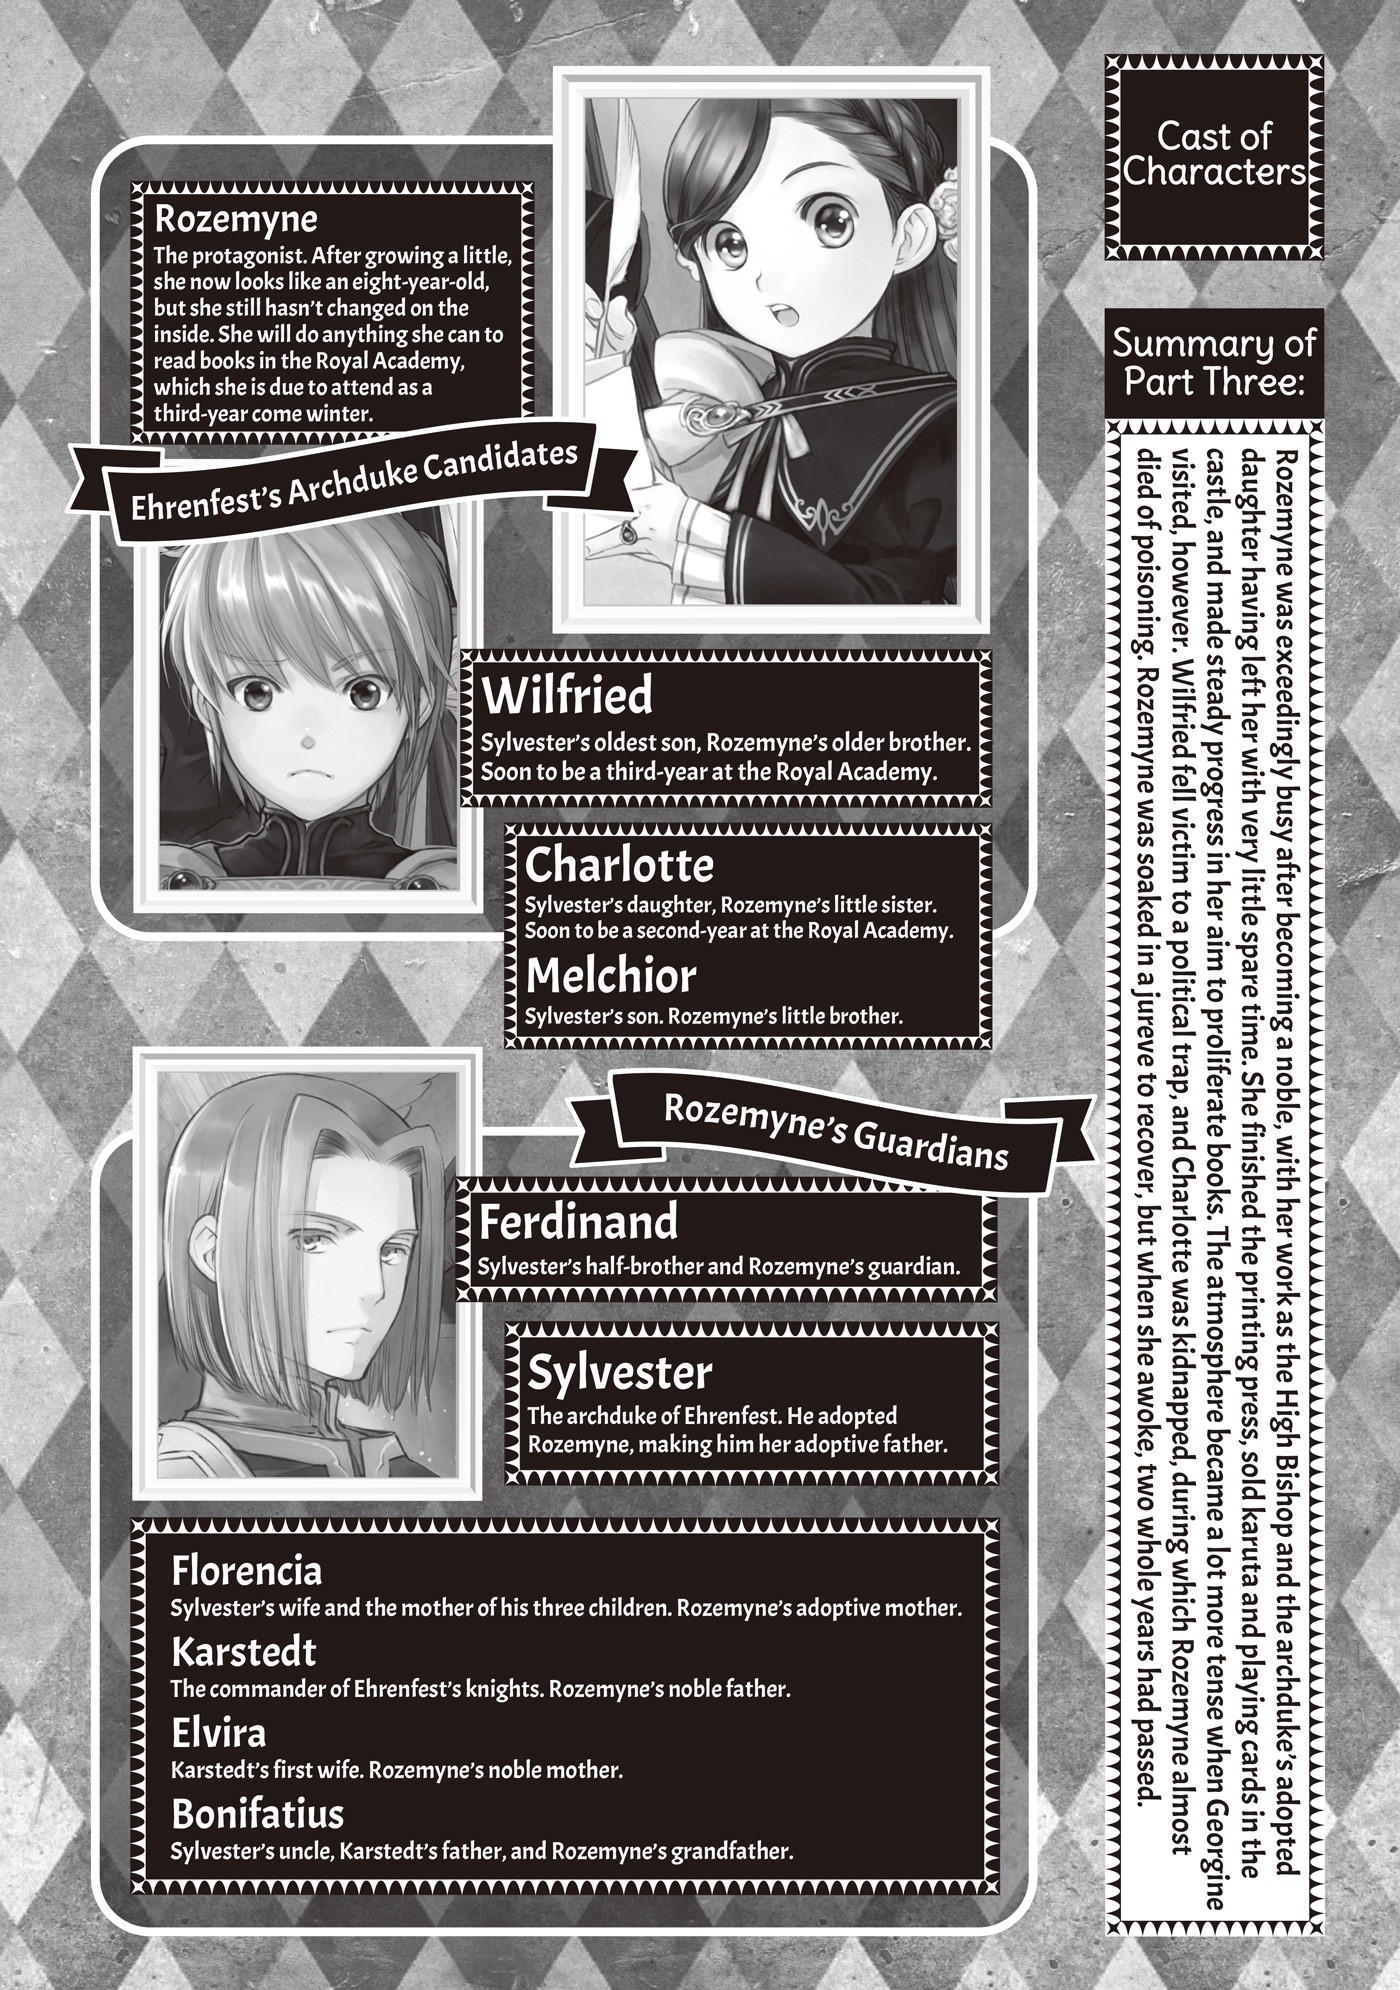 Cast of
Characters
Summary of
Part Three:
Rozemyne was exceedingly busy after becoming a noble, with her work as the High Bishop and the archduke's adopted
daughter having left her with very little spare time. She finished the printing press, sold karuta and playing cards in the
castle, and made steady progress in her aim to proliferate books. The atmosphere became a lot more tense when Georgine
visited, however. Wilfried fell victim to a political trap, and Charlotte was kidnapped, during which Rozemyne almost
died of poisoning. Rozemyne was soaked in a jureve to recover, but when she awoke, two whole years had passed.
Ehrenfest's Archduke Candidates
Rozemyne
The protagonist. After growing a little,
she now looks like an eight-year-old,
but she still hasn't changed on the
inside. She will do anything she can to
read books in the Royal Academy,
which she is due to attend as a
third-year come winter.
Wilfried
Sylvester's oldest son, Rozemyne's older brother.
Soon to be a third-year at the Royal Academy.
Charlotte
Sylvester's daughter, Rozemyne's little sister.
Soon to be a second-year at the Royal Academy.
Melchior
Sylvester's son. Rozemyne's little brother.
Rozemyne's Guardians
Ferdinand
Sylvester's half-brother and Rozemyne's guardian.
Sylvester
The archduke of Ehrenfest. He adopted
Rozemyne, making him her adoptive father.
Florencia
Sylvester's wife and the mother of his three children. Rozemyne's adoptive mother.
Karstedt
The commander of Ehrenfest's knights. Rozemyne's noble father.
Elvira
Karstedt's first wife. Rozemyne's noble mother.
Bonifatius
Sylvester's uncle, Karstedt's father, and Rozemyne's grandfather.